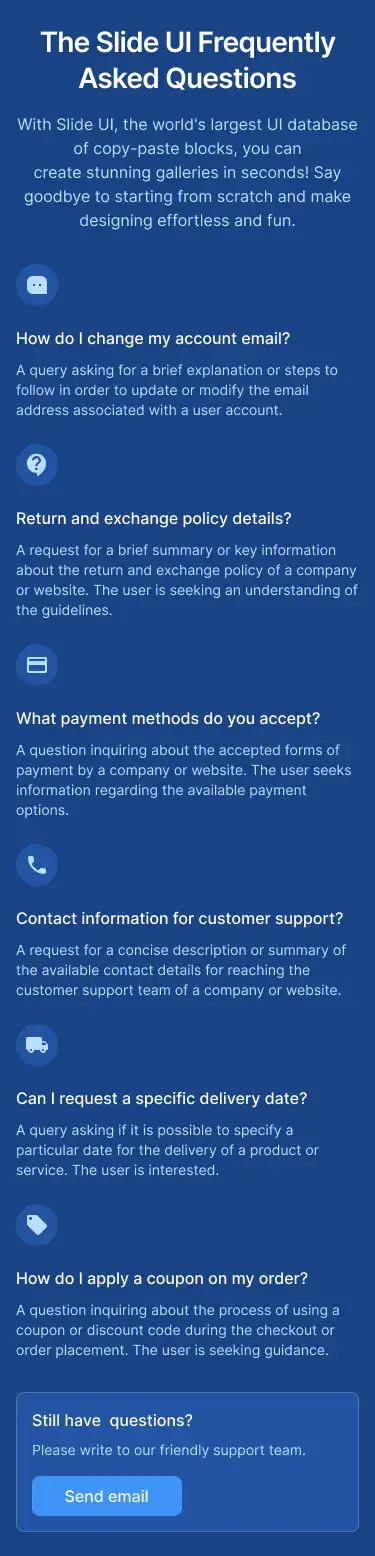 The Slide UI Frequently
Asked Questions
With Slide UI, the world's largest UI database
of copy-paste blocks, you can
create stunning galleries in seconds! Say
goodbye to starting from scratch and make
designing effortless and fun.
How do I change my account email?
A query asking for a brief explanation or steps to
follow in order to update or modify the email
address associated with a user account.
Return and exchange policy details?
A request for a brief summary or key information
about the return and exchange policy of a company
or website. The user is seeking an understanding of
the guidelines.
What payment methods do you accept?
A question inquiring about the accepted forms of
payment by a company or website. The user seeks
information regarding the available payment
options.
Contact information for customer support?
A request for a concise description or summary of
the available contact details for reaching the
customer support team of a company or website.
Can I request a specific delivery date?
A query asking if it is possible to specify a
particular date for the delivery of a product or
service. The user is interested.
How do I apply a coupon on my order?
A question inquiring about the process of using a
coupon or discount code during the checkout or
order placement. The user is seeking guidance.
Still have  questions?
Please write to our friendly support team.
Send email